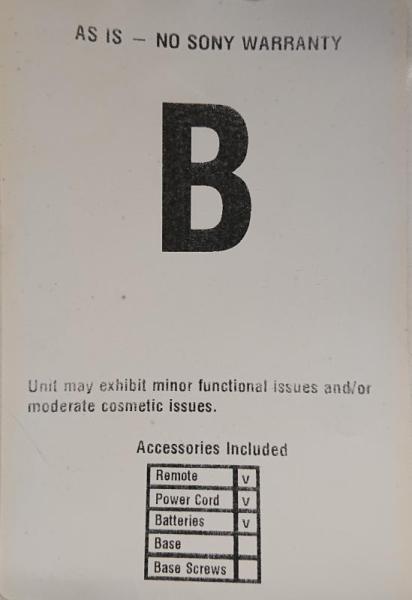 AS IS – NO SONY WARRANTY
B
Unit may exhibit minor functional issues and/or
moderate cosmetic issues.
Accessories Included
Remote v
Power Cord v
Batteries v
Base
Base Screws